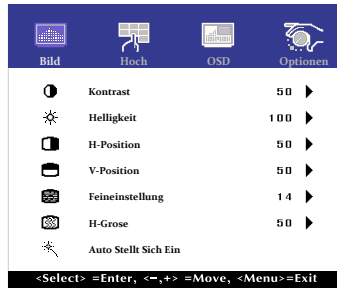 Bild Hoch OSD Optionen
Kontrast 50
Helligkeit 100
H-Position 50
V-Position 50
Feineinstellung 14
H-Grose 50
Auto Stellt Sich Ein
<Select> =Enter, <−,+> =Move, <Menu>=Exit